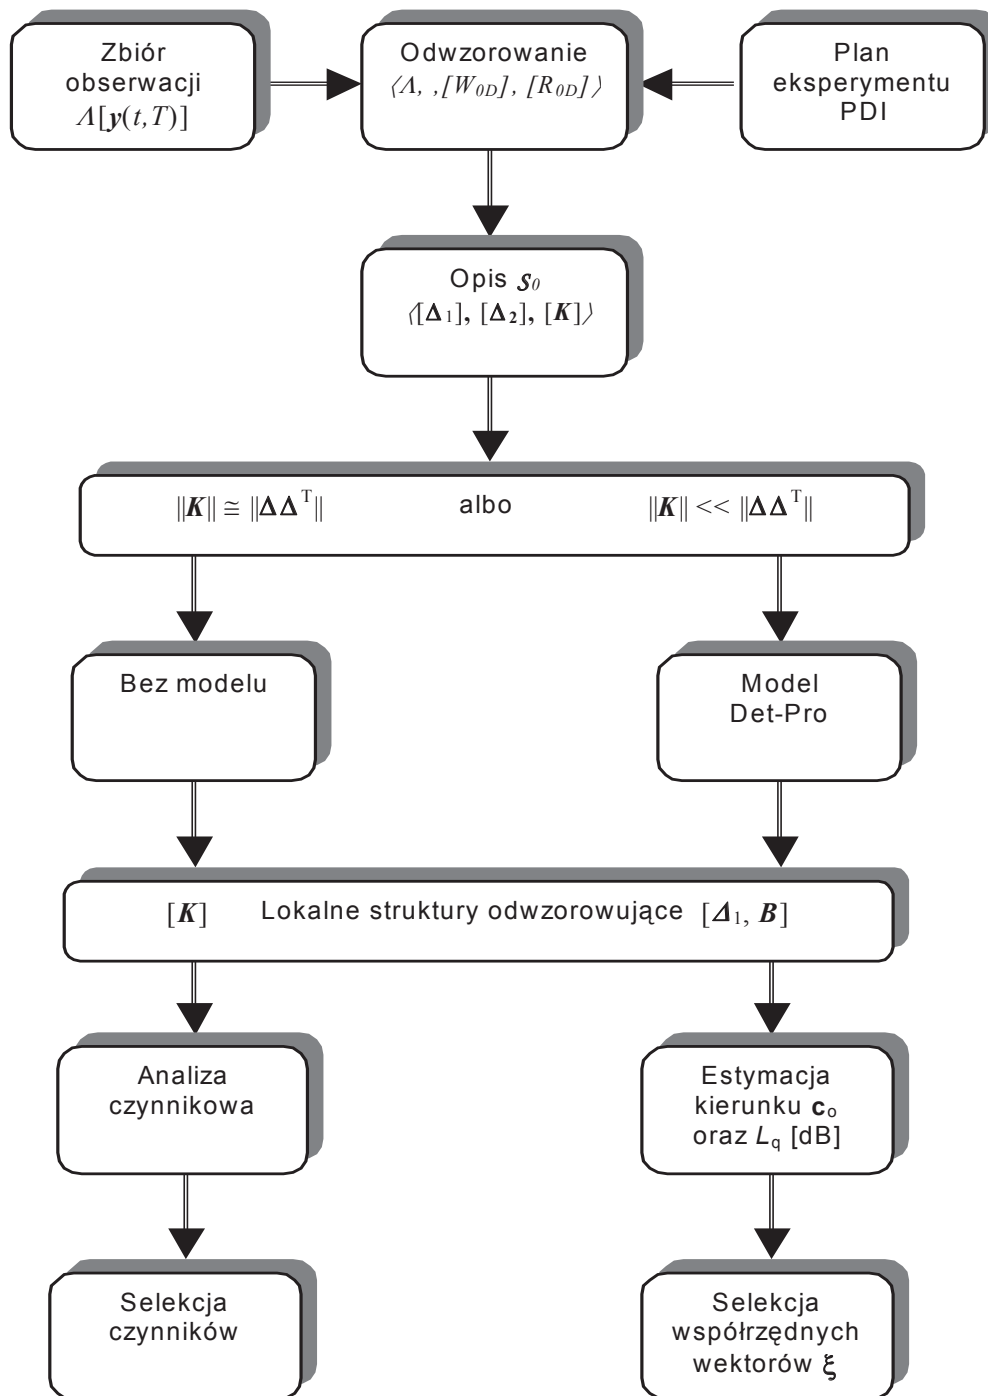 Zbiór
obserwacji
Λ[y(t,T)]
Odwzorowanie
⟨Λ, ,[W0D], [R0D]⟩
Plan
eksperymentu
PDI
Opis S0
⟨[Δ1], [Δ2], [K]⟩
||K|| ≅ ||ΔΔT|| albo ||K|| << ||ΔΔT||
Bez modelu
Model
Det-Pro
[K] Lokalne struktury odwzorowujące [Δ1, B]
Analiza
czynnikowa
Estymacja
kierunku co
oraz Lq [dB]
Selekcja
czynników
Selekcja
współrzędnych
wektorów ξ